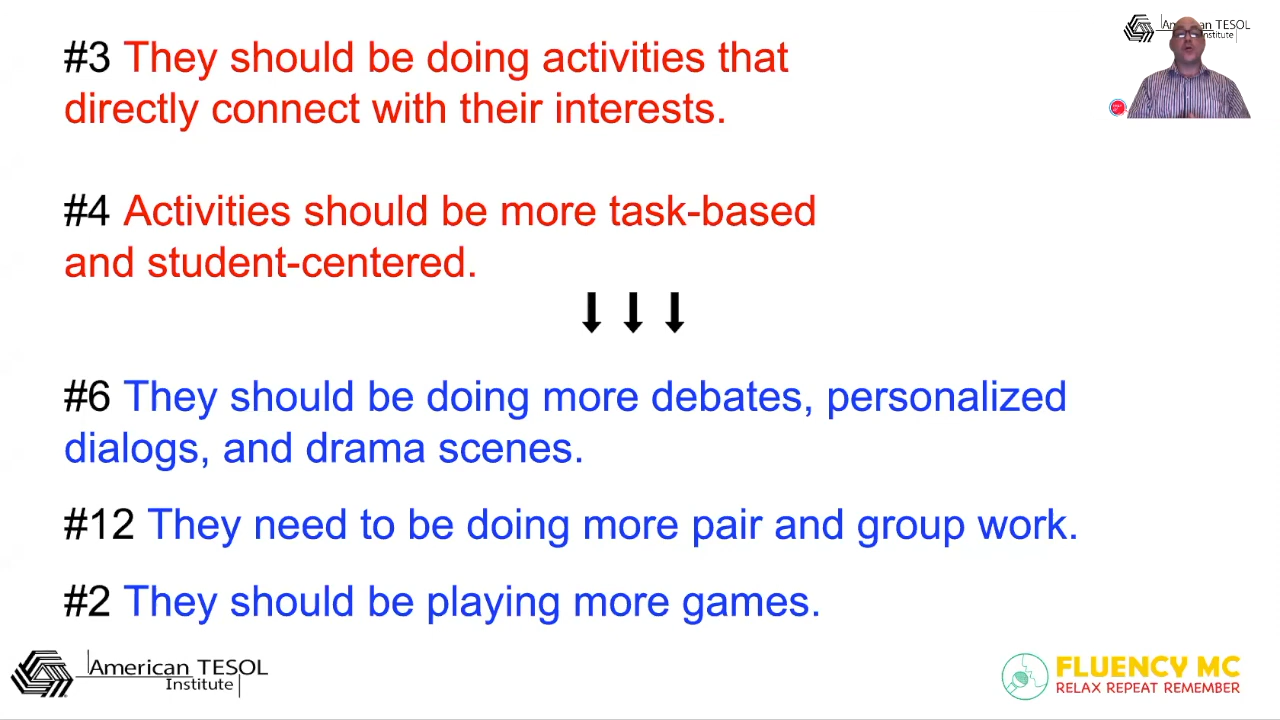 #3 They should be doing activities that
directly connect with their interests.
American TESOL
Institute
#4 Activities should be more task-based
and student-centered.
#6 They should be doing more debates, personalized
dialogs, and drama scenes.
#12 They need to be doing more pair and group work.
#2 They should be playing more games.
American TESOL
Institute
FLUENCY MC
RELAX REPEAT REMEMBER